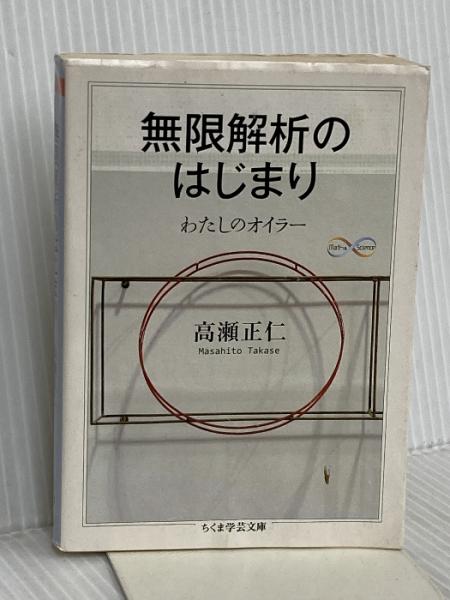 無限解析の
はじまり
わたしのオイラー
Math & Science
高瀬正仁
Masahito Takase
ちくま学芸文庫